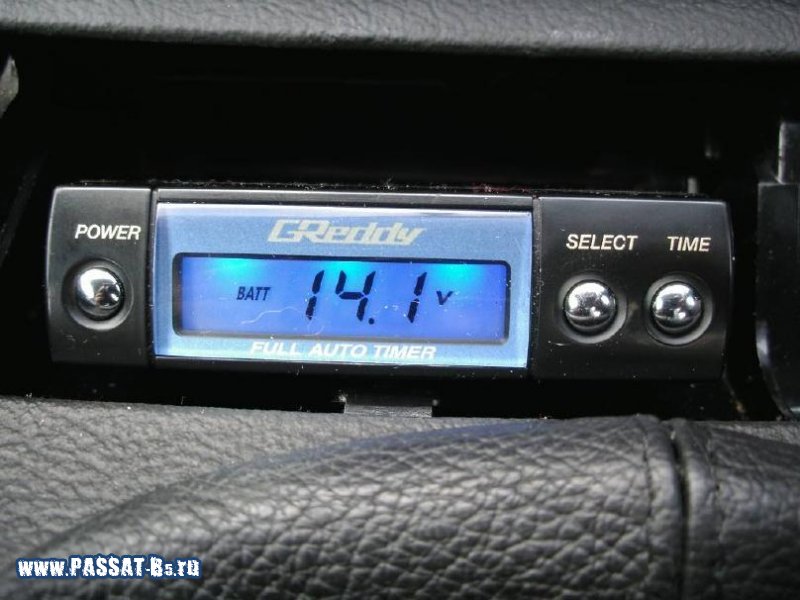 GReddy
POWER
SELECT TIME
BATT 14.1 V
FULL AUTO TIMER
www.PASSAT-B5.ru